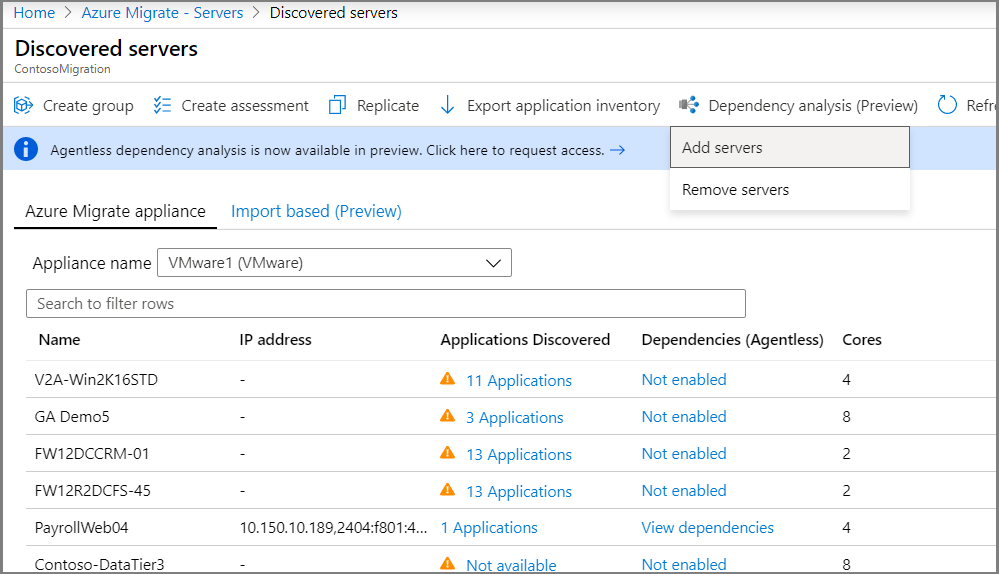 Home > Azure Migrate - Servers > Discovered servers
Discovered servers
ContosoMigration
Create group Create assessment Replicate Export application inventory Dependency analysis (Preview) Refre
Agentless dependency analysis is now available in preview. Click here to request access. →
Add servers
Remove servers
Azure Migrate appliance Import based (Preview)
Appliance name VMware1 (VMware)
Search to filter rows
Name IP address Applications Discovered Dependencies (Agentless) Cores
V2A-Win2K16STD - 11 Applications Not enabled 4
GA Demo5 - 3 Applications Not enabled 8
FW12DCCRM-01 - 13 Applications Not enabled 2
FW12R2DCFS-45 - 13 Applications Not enabled 2
PayrollWeb04 10.150.10.189,2404:f801:4... 1 Applications View dependencies 4
Contoso-DataTier3 - Not available Not enabled 8